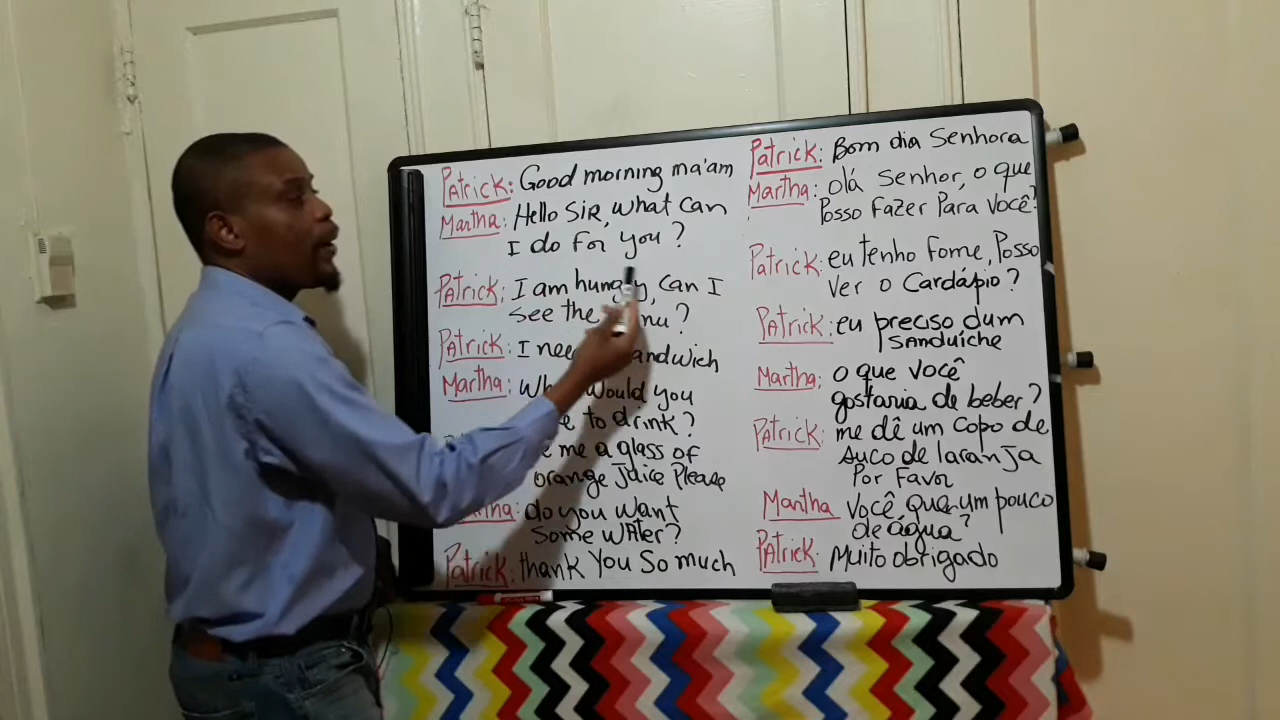 Patrick: Good morning ma'am
Martha: Hello SiR, What Can
I do For you?
Patrick: I am hungry, Can I
see the nu?
Patrick: I need andwich
Martha: Would you
to drink?
me a glass of
orange Juice Please
do you Want
Some WAter?
Patrick: thank You So much
Patrick: Bom dia Senhora
Martha: olá Senhor, o que
Posso Fazer Para Você?
Patrick: eu tenho Fome, Posso
Ver o Cardápio?
Patrick: eu preciso dum
SANduíche
Martha: o que Você
gostaria de beber?
Patrick: me dê um Copo de
Suco de laranja
Por Favor
Martha Você quer um pouco
de água?
Patrick: Muito obrigado